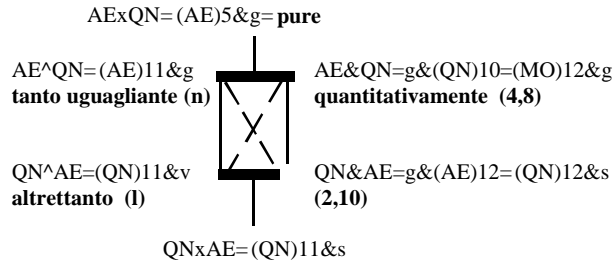 AExQN=(AE)5&g=pure
AE^QN=(AE)11&g
tanto uguagliante (n)
AE&QN=g&(QN)10=(MO)12&g
quantitativamente (4,8)
QN^AE=(QN)11&v
altrettanto (l)
QN&AE=g&(AE)12=(QN)12&s
(2,10)
QNxAE=(QN)11&s